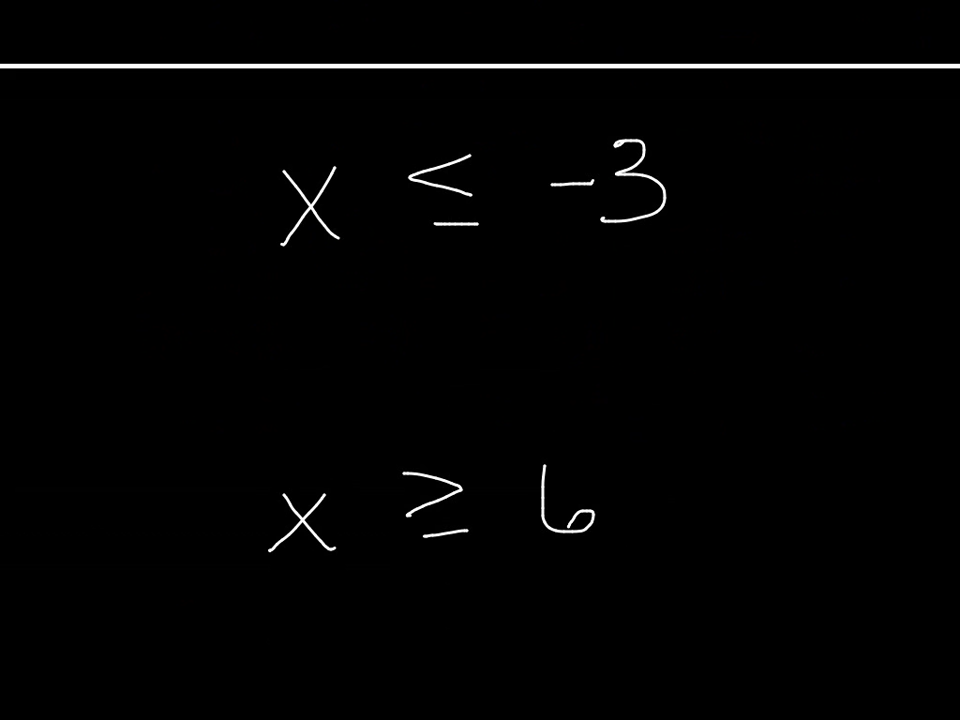 x ≤ -3
x ≥ 6